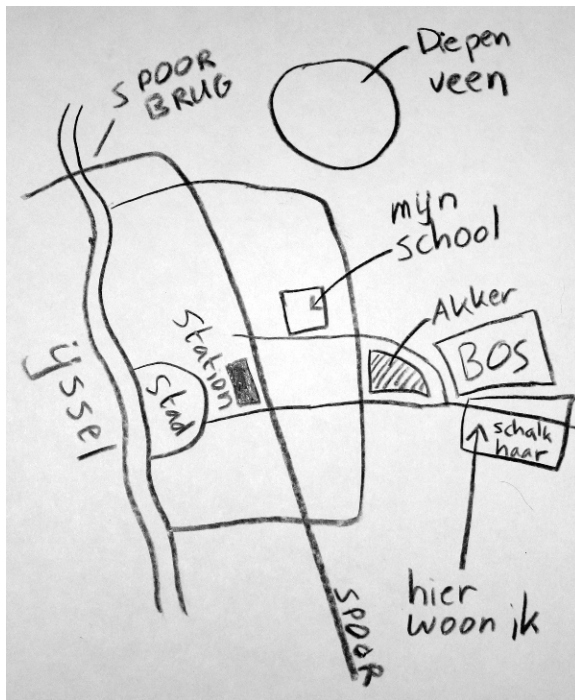 Diepen
veen
SPOOR
BRUG
mijn
school
Akker
BOS
Station
ijssel
Stad
schalk
haar
hier
woon ik
SPOOR